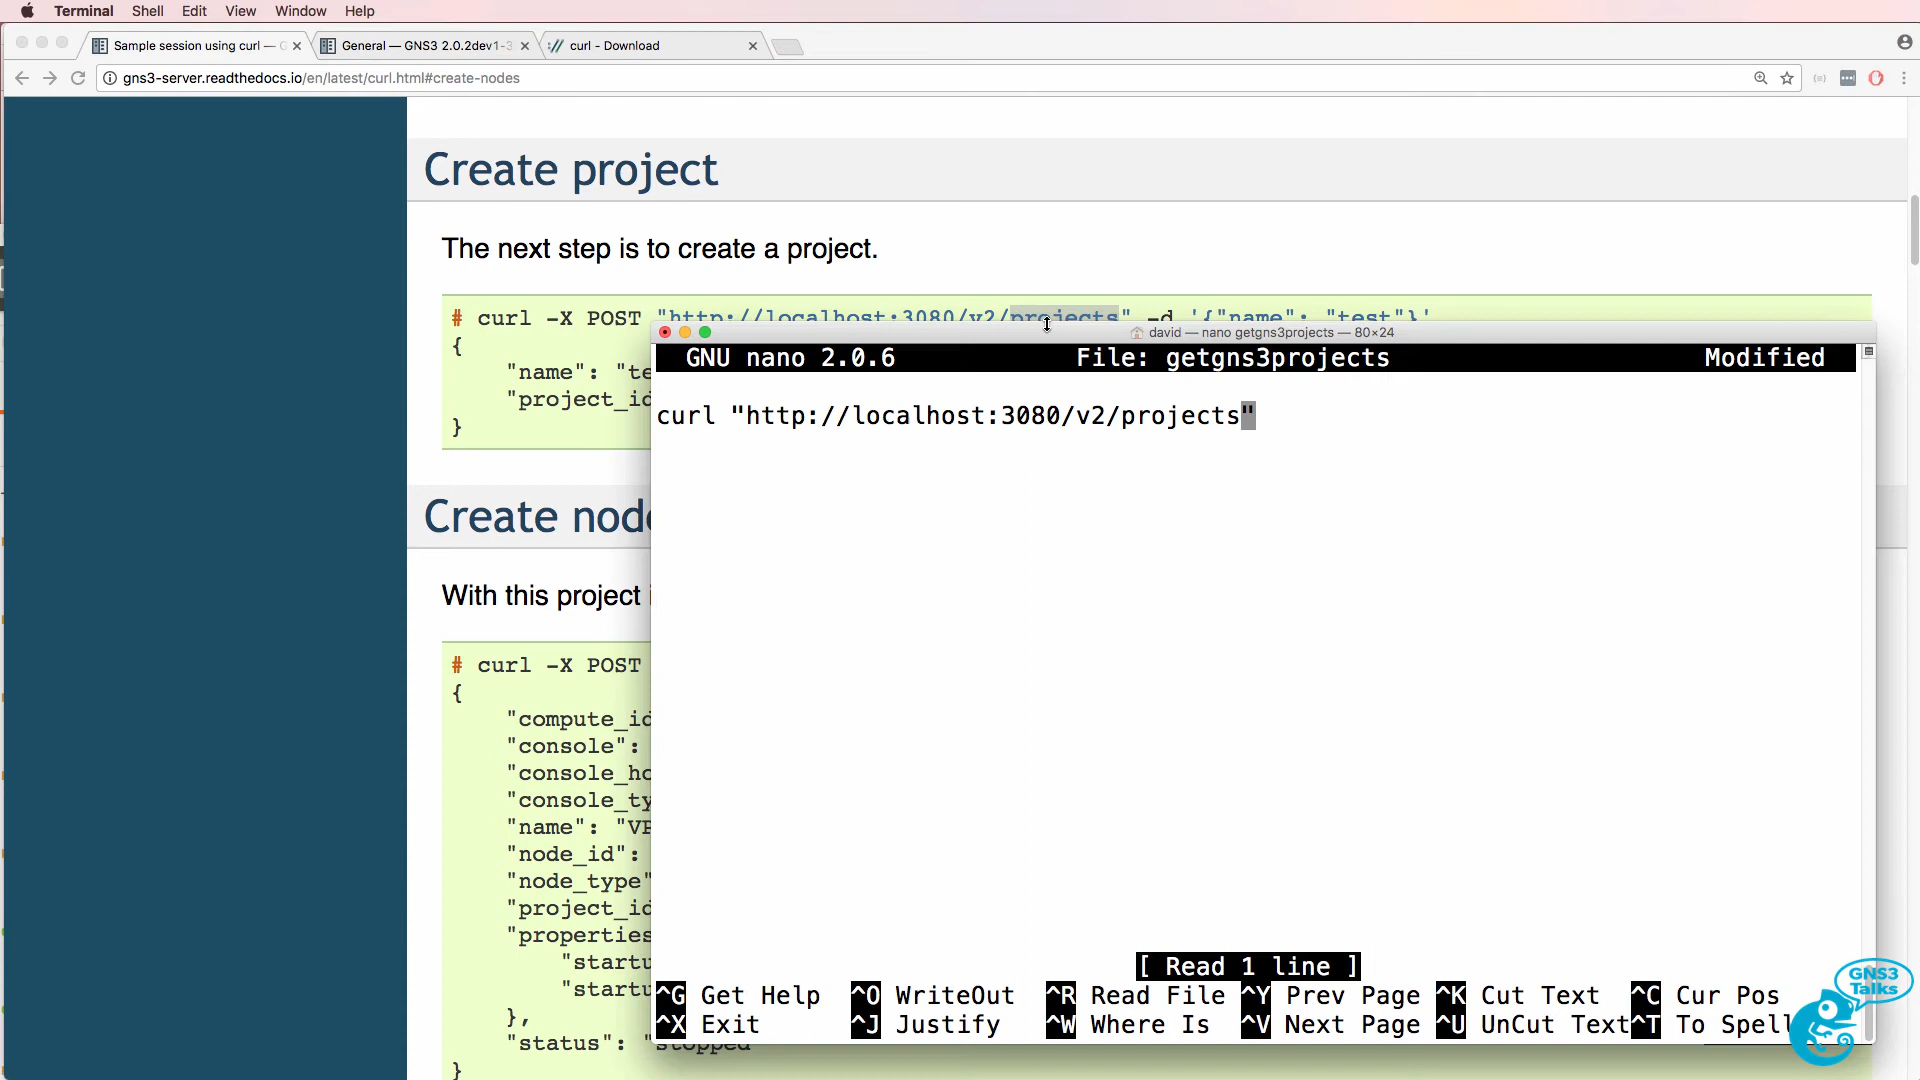 Terminal Shell Edit View Window Help
Sample session using curl — G
General — GNS3 2.0.2dev1-3
curl - Download
gns3-server.readthedocs.io/en/latest/curl.html#create-nodes
Create project
The next step is to create a project.
# curl -X POST "http://localhost:3080/v2/projects" -d '{"name": "test"}'
{
"name": "te
"project_id
}
Create node
With this project i
# curl -X POST
{
"compute_id
"console":
"console_ho
"console_ty
"name": "VP
"node_id":
"node_type"
"project_id
"properties
"startu
"startu
},
"status": "stopped"
}
david — nano getgns3projects — 80×24
GNU nano 2.0.6 File: getgns3projects Modified
curl "http://localhost:3080/v2/projects"
[ Read 1 line ]
^G Get Help ^O WriteOut ^R Read File ^Y Prev Page ^K Cut Text ^C Cur Pos
^X Exit ^J Justify ^W Where Is ^V Next Page ^U UnCut Text ^T To Spell
GNS3
Talks